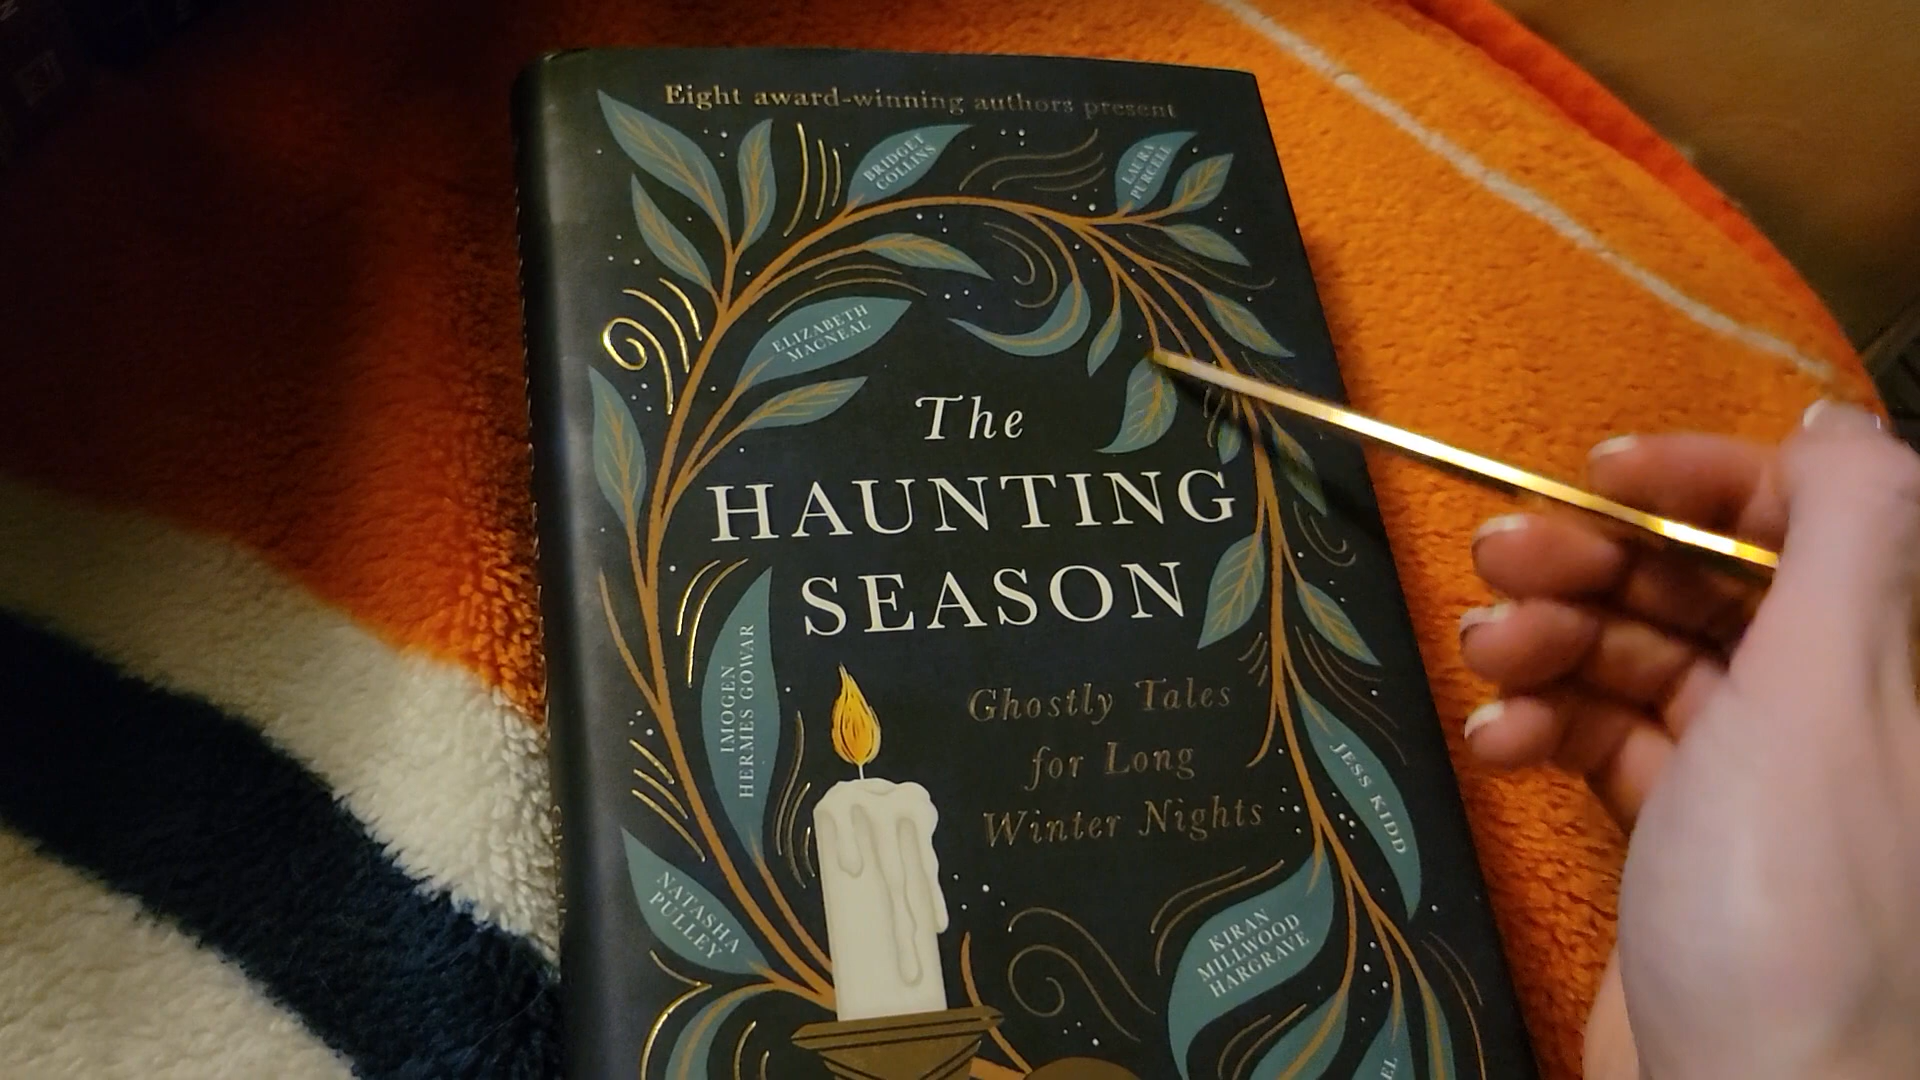 Eight award-winning authors present
BRIDGET
COLLINS
LAURA
PURCELL
ELIZABETH
MACNEAL
The
HAUNTING
SEASON
IMOGEN
HERMES GOWAR
Ghostly Tales
for Long
Winter Nights
JESS KIDD
NATASHA
PULLEY
KIRAN
MILLWOOD
HARGRAVE
EL